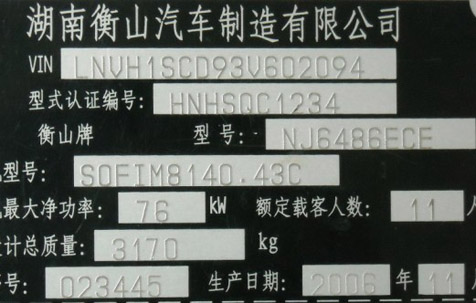 湖南衡山汽车制造有限公司
VIN LNVH1SCD93V602094
型式认证编号: HNHSQC1234
衡山牌 型号: NJ6486ECE
型号: SOFIM8140.43C
最大净功率: 76 kW 额定载客人数: 11 人
计总质量: 3170 kg
号: 023445 生产日期: 2006 年 11